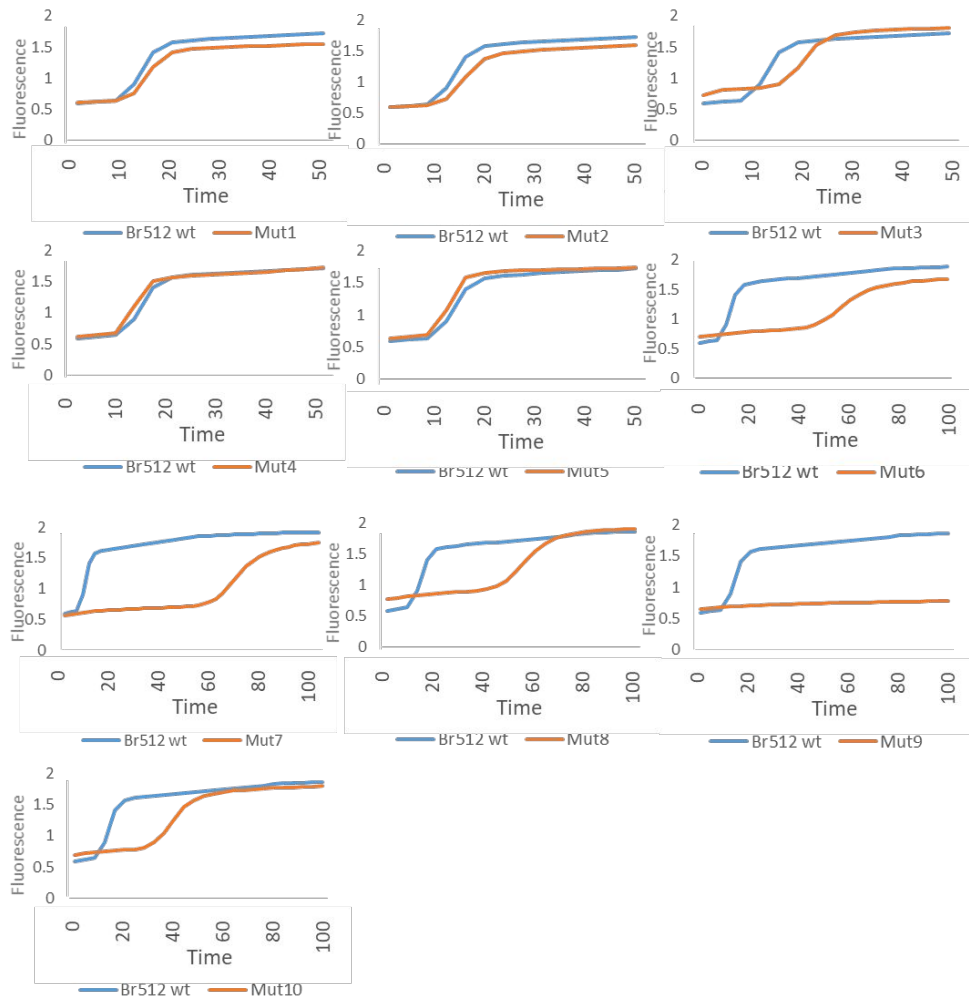 Fluorescence
2
1.5
1
0.5
0
0 10 20 30 40 50
Time
Br512 wt Mut1
Fluorescence
2
1.5
1
0.5
0
0 10 20 30 40 50
Time
Br512 wt Mut2
Fluorescence
2
1.5
1
0.5
0
0 10 20 30 40 50
Time
Br512 wt Mut3
Fluorescence
2
1.5
1
0.5
0
0 10 20 30 40 50
Time
Br512 wt Mut4
Fluorescence
2
1.5
1
0.5
0
0 10 20 30 40 50
Time
Br512 wt Mut5
Fluorescence
2
1.5
1
0.5
0
0 20 40 60 80 100
Time
Br512 wt Mut6
Fluorescence
2
1.5
1
0.5
0
0 20 40 60 80 100
Time
Br512 wt Mut7
Fluorescence
2
1.5
1
0.5
0
0 20 40 60 80 100
Time
Br512 wt Mut8
Fluorescence
2
1.5
1
0.5
0
0 20 40 60 80 100
Time
Br512 wt Mut9
Fluorescence
2
1.5
1
0.5
0
0 20 40 60 80 100
Time
Br512 wt Mut10